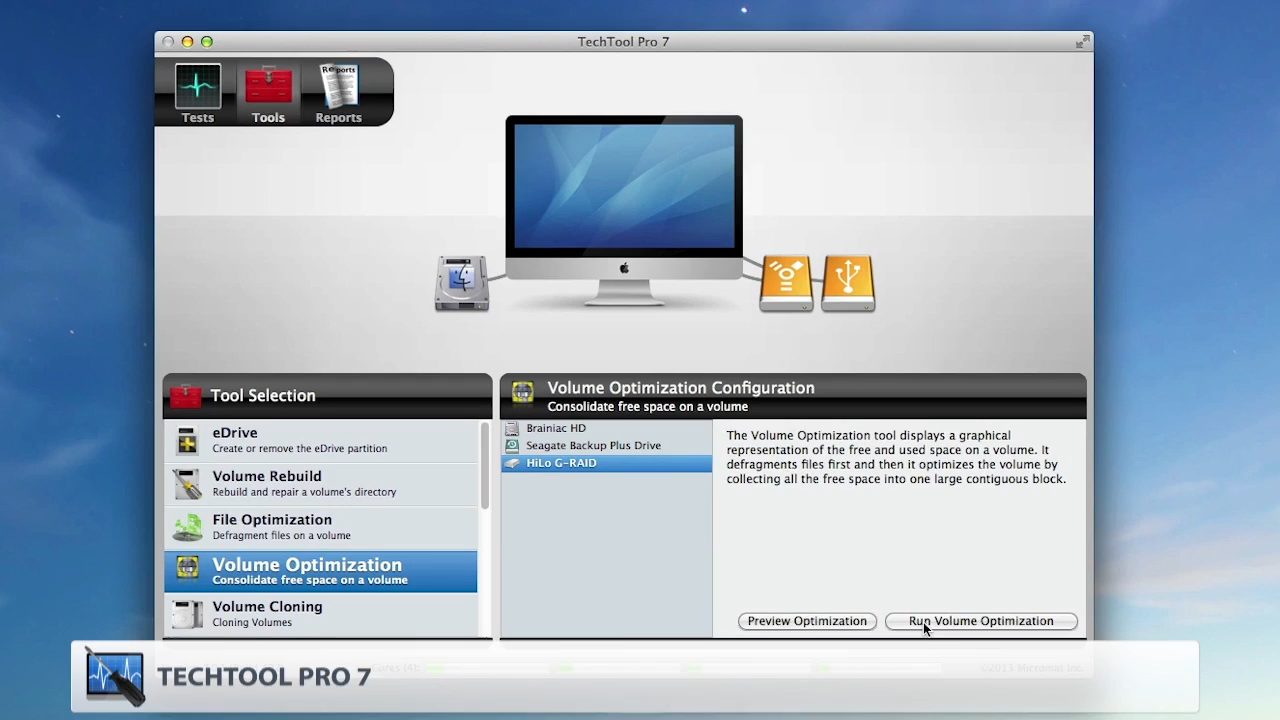 TechTool Pro 7
Reports
Tests
Tools
Reports
Tool Selection
eDrive
Create or remove the eDrive partition
Volume Rebuild
Rebuild and repair a volume's directory
File Optimization
Defragment files on a volume
Volume Optimization
Consolidate free space on a volume
Volume Cloning
Cloning Volumes
Volume Optimization Configuration
Consolidate free space on a volume
Brainiac HD
Seagate Backup Plus Drive
HiLo G-RAID
The Volume Optimization tool displays a graphical
representation of the free and used space on a volume. It
defragments files first and then it optimizes the volume by
collecting all the free space into one large contiguous block.
Preview Optimization
Run Volume Optimization
©2013 Micromat Inc.
TECHTOOL PRO 7